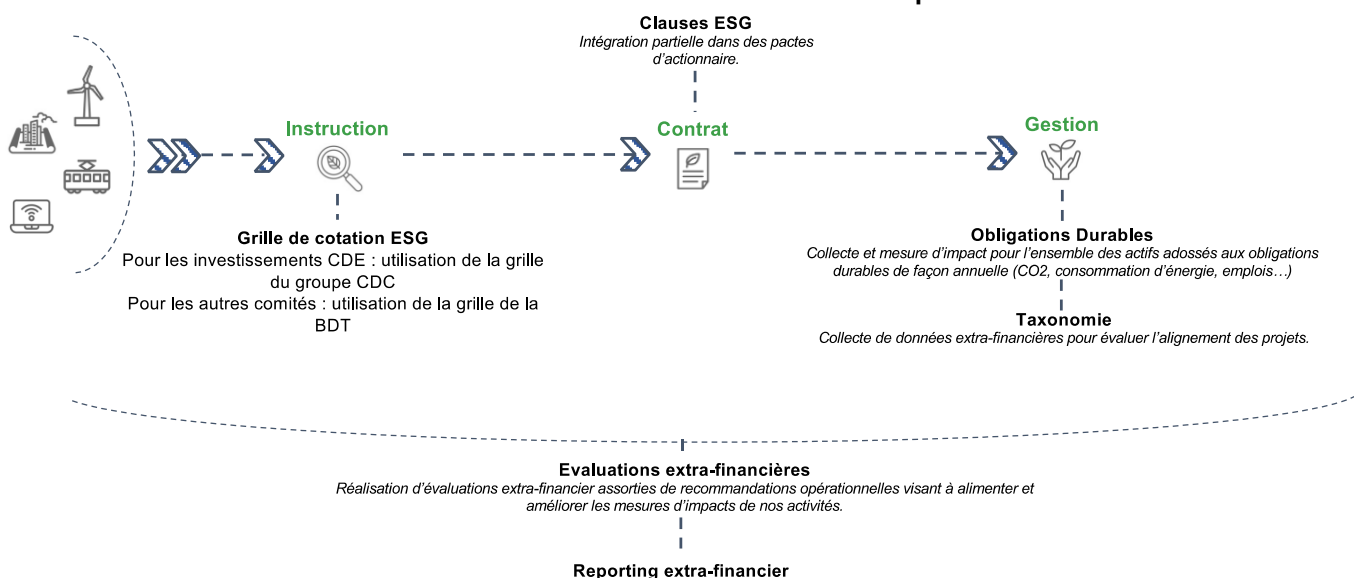 Clauses ESG
Intégration partielle dans des pactes
d’actionnaire.
Instruction
Contrat
Gestion
Grille de cotation ESG
Pour les investissements CDE : utilisation de la grille
du groupe CDC
Pour les autres comités : utilisation de la grille de la
BDT
Obligations Durables
Collecte et mesure d’impact pour l’ensemble des actifs adossés aux obligations
durables de façon annuelle (CO2, consommation d’énergie, emplois…)
Taxonomie
Collecte de données extra-financières pour évaluer l’alignement des projets.
Evaluations extra-financières
Réalisation d’évaluations extra-financier assorties de recommandations opérationnelles visant à alimenter et
améliorer les mesures d’impacts de nos activités.
Reporting extra-financier